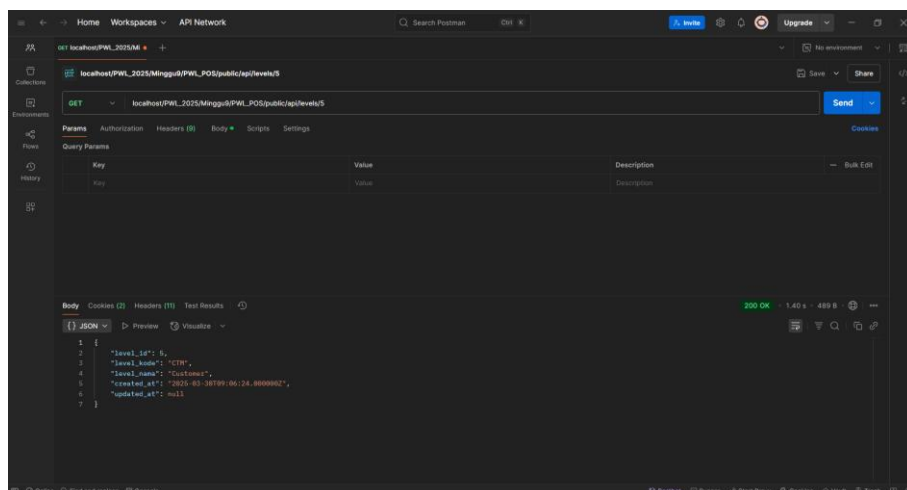 Home Workspaces API Network Search Postman Ctrl K Invite Upgrade
GET localhost/PWL_2025/Mi + No environment
Collections
localhost/PWL_2025/Minggu9/PWL_POS/public/api/levels/5 Save Share
Environments
GET localhost/PWL_2025/Minggu9/PWL_POS/public/api/levels/5 Send
Flows
Params Authorization Headers (9) Body Scripts Settings Cookies
Query Params
History
Key Value Description Bulk Edit
Key Value Description
Body Cookies (2) Headers (11) Test Results 200 OK 1.40 s 489 B
{} JSON Preview Visualize
1 {
2 "level_id": 5,
3 "level_kode": "CTM",
4 "level_nama": "Customer",
5 "created_at": "2025-03-30T09:06:24.000000Z",
6 "updated_at": null
7 }